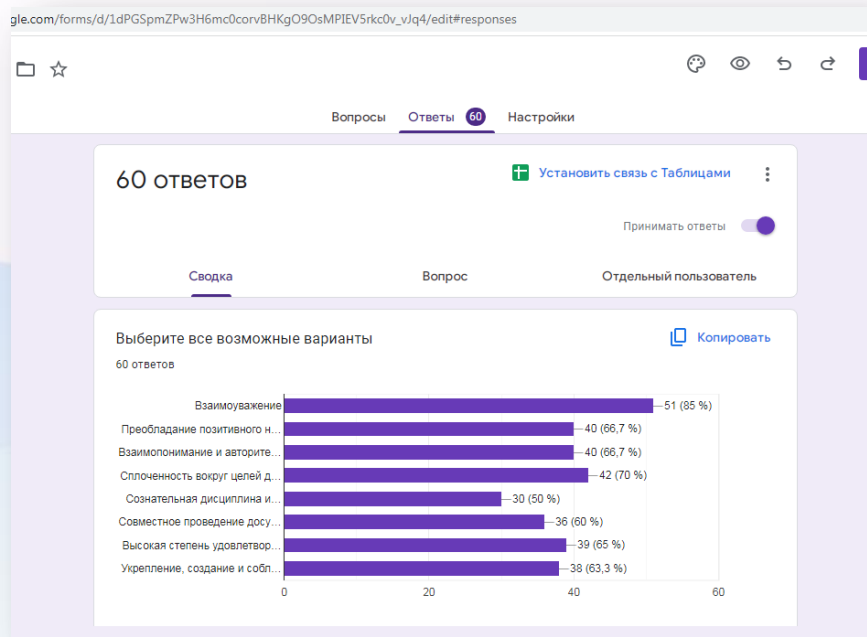 gle.com/forms/d/1dPGSpmZPw3H6mc0corvBHKgO9OsMPIEV5rkc0v_vJq4/edit#responses
Вопросы Ответы 60 Настройки
60 ответов
Установить связь с Таблицами
Принимать ответы
Сводка Вопрос Отдельный пользователь
Выберите все возможные варианты
Копировать
60 ответов
Взаимоуважение 51 (85 %)
Преобладание позитивного н... 40 (66,7 %)
Взаимопонимание и авторите... 40 (66,7 %)
Сплоченность вокруг целей д... 42 (70 %)
Сознательная дисциплина и... 30 (50 %)
Совместное проведение досу... 36 (60 %)
Высокая степень удовлетвор... 39 (65 %)
Укрепление, создание и собл... 38 (63,3 %)
0 20 40 60